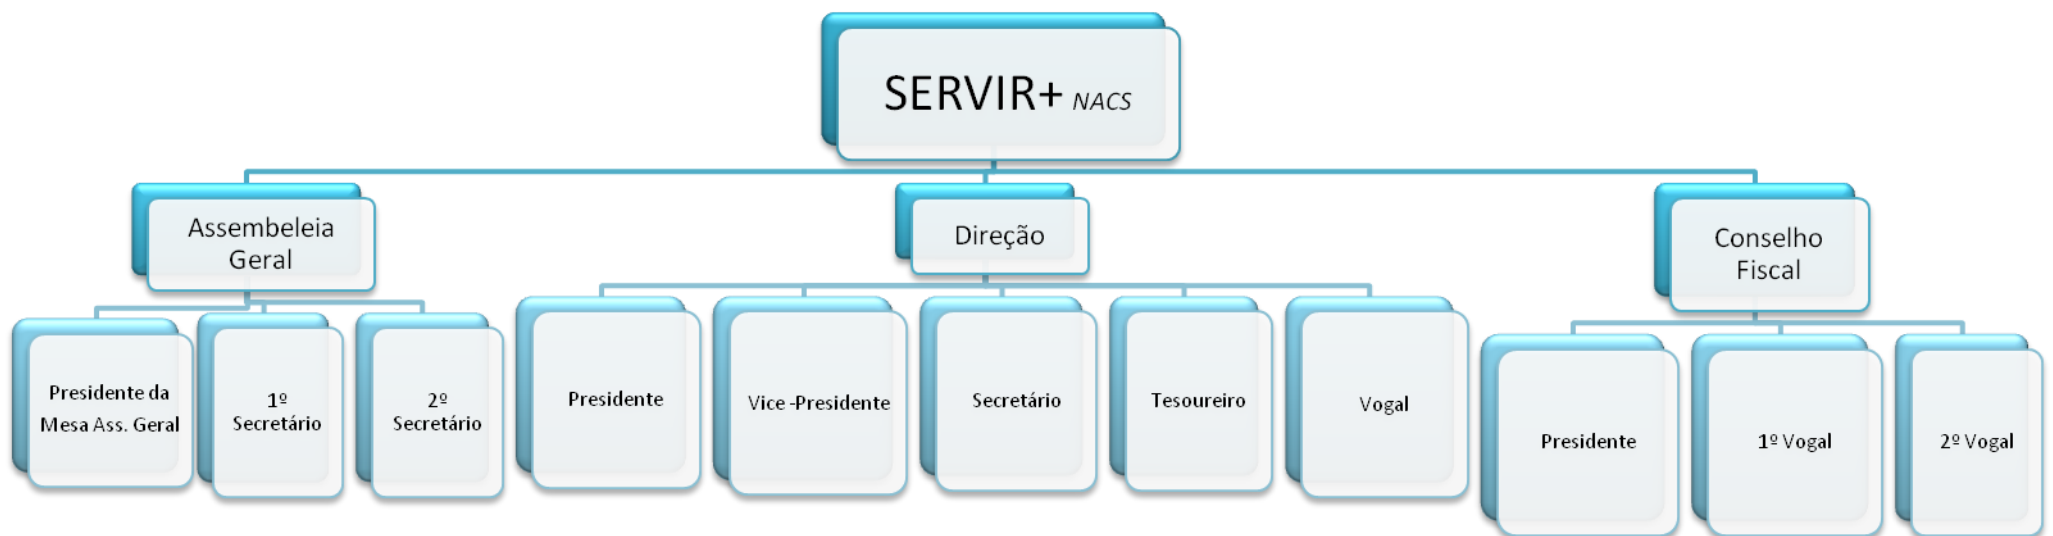 SERVIR+ NACS
Assembeleia
Geral
Direção
Conselho
Fiscal
Presidente da
Mesa Ass. Geral
1º
Secretário
2º
Secretário
Presidente
Vice -Presidente
Secretário
Tesoureiro
Vogal
Presidente
1º Vogal
2º Vogal